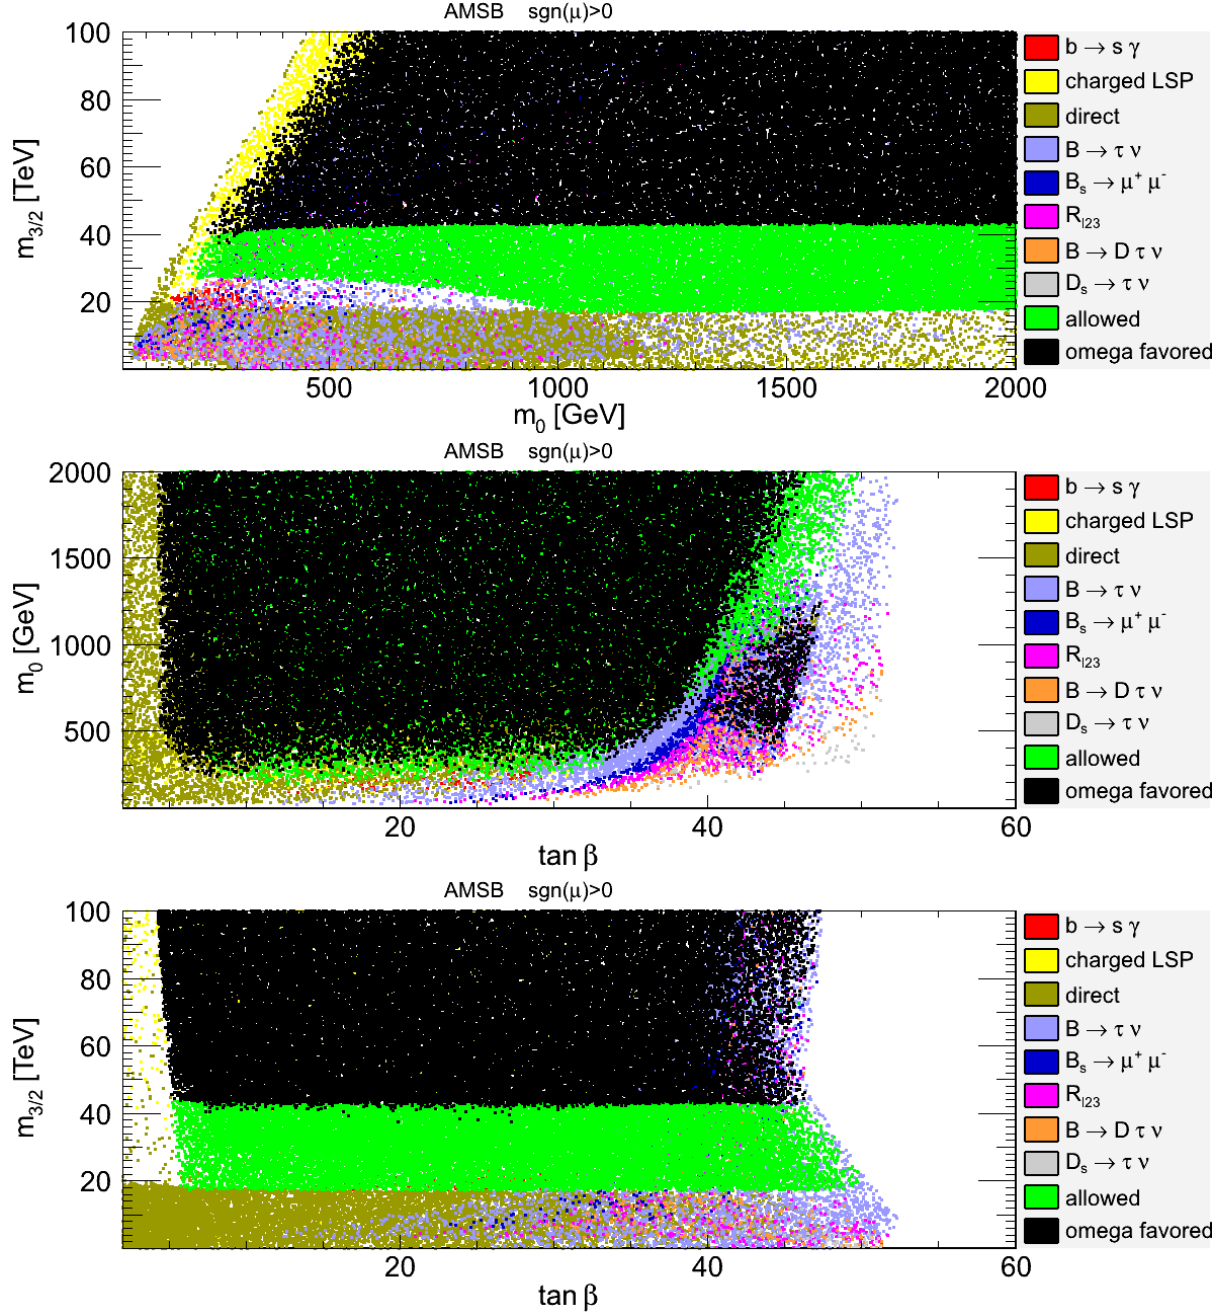 AMSB sgn(μ)>0
100
80
60
40
20
m3/2 [TeV]
500 1000 1500 2000
m0 [GeV]
b → s γ
charged LSP
direct
B → τ ν
Bs → μ+ μ-
Rl23
B → D τ ν
Ds → τ ν
allowed
omega favored
AMSB sgn(μ)>0
2000
1500
1000
500
m0 [GeV]
20 40 60
tan β
b → s γ
charged LSP
direct
B → τ ν
Bs → μ+ μ-
Rl23
B → D τ ν
Ds → τ ν
allowed
omega favored
AMSB sgn(μ)>0
100
80
60
40
20
m3/2 [TeV]
20 40 60
tan β
b → s γ
charged LSP
direct
B → τ ν
Bs → μ+ μ-
Rl23
B → D τ ν
Ds → τ ν
allowed
omega favored